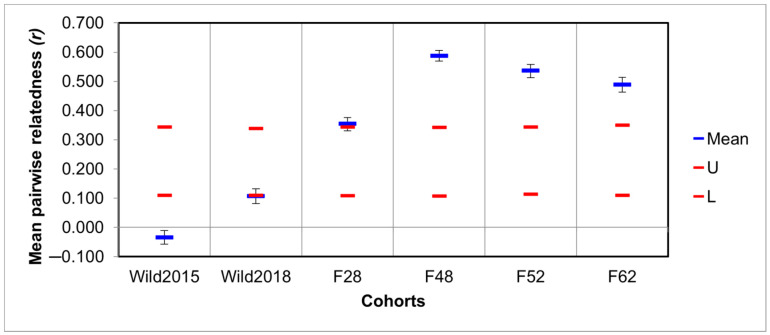 Mean pairwise relatedness (r)
0.700
0.600
0.500
0.400
0.300
0.200
0.100
0.000
—0.100
Wild2015 Wild2018 F28 F48 F52 F62
Cohorts
Mean
U
L